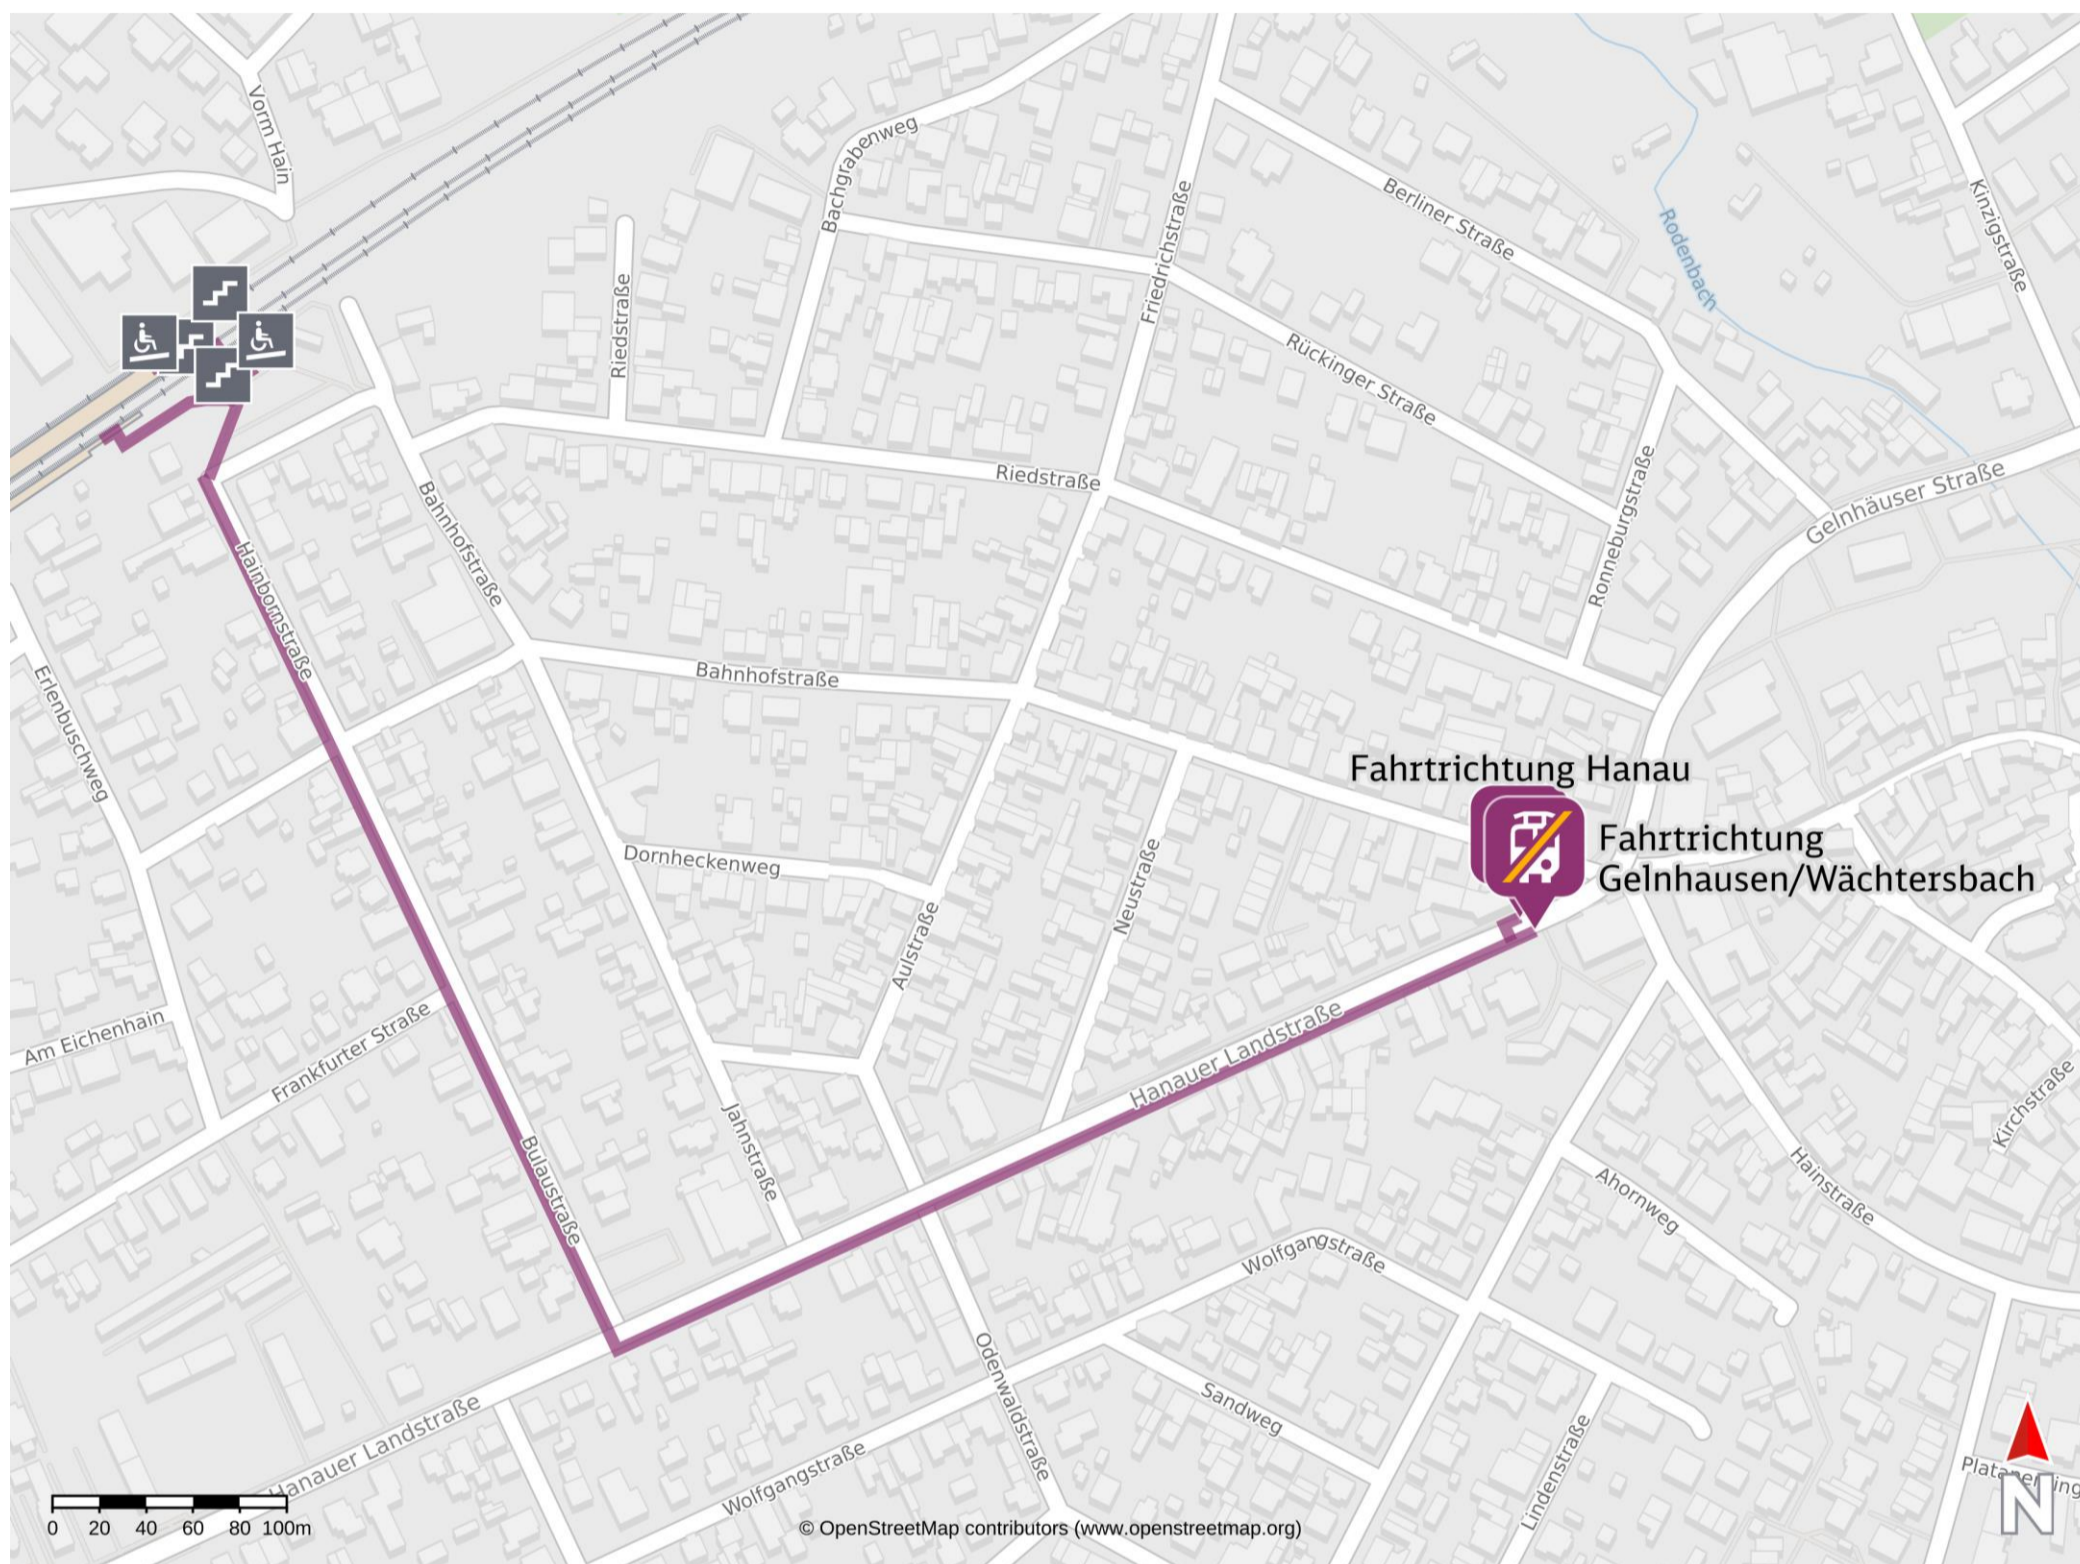 Vorm Hain
Bachgrabenweg
Friedrichstraße
Berliner Straße
Rodenbach
Kinzigstraße
Riedstraße
Rückinger Straße
Riedstraße
Bahnhofstraße
Ronneburgstraße
Gelnhäuser Straße
Hainbornstraße
Bahnhofstraße
Erlenbuschweg
Fahrtrichtung Hanau
Fahrtrichtung
Gelnhausen/Wächtersbach
Dornheckenweg
Neustraße
Aulstraße
Am Eichenhain
Frankfurter Straße
Hanauer Landstraße
Kirchstraße
Jahnstraße
Bulaustraße
Hainstraße
Ahornweg
Wolfgangstraße
Odenwaldstraße
Sandweg
Hanauer Landstraße
Wolfgangstraße
Lindenstraße
N
0 20 40 60 80 100m
© OpenStreetMap contributors (www.openstreetmap.org)